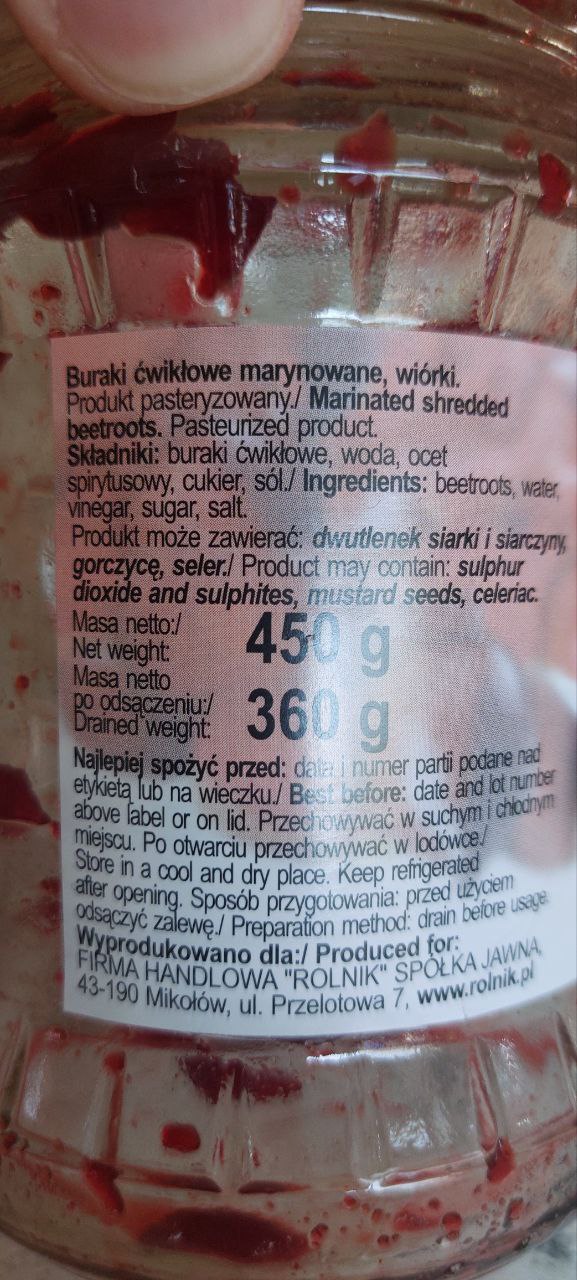 Buraki ćwikłowe marynowane, wiórki.
Produkt pasteryzowany./ Marinated shredded
beetroots. Pasteurized product.
Składniki: buraki ćwikłowe, woda, ocet
spirytusowy, cukier, sól./ Ingredients: beetroots, water,
vinegar, sugar, salt.
Produkt może zawierać: dwutlenek siarki i siarczyny,
gorczycę, seler./ Product may contain: sulphur
dioxide and sulphites, mustard seeds, celeriac.
Masa netto:/
Net weight: 450 g
Masa netto
po odsączeniu:/
Drained weight: 360 g
Najlepiej spożyć przed: data i numer partii podane nad
etykietą lub na wieczku./ Best before: date and lot number
above label or on lid. Przechowywać w suchym i chłodnym
miejscu. Po otwarciu przechowywać w lodówce./
Store in a cool and dry place. Keep refrigerated
after opening. Sposób przygotowania: przed użyciem
odsączyć zalewę./ Preparation method: drain before usage.
Wyprodukowano dla:/ Produced for:
FIRMA HANDLOWA "ROLNIK" SPÓŁKA JAWNA,
43-190 Mikołów, ul. Przelotowa 7, www.rolnik.pl